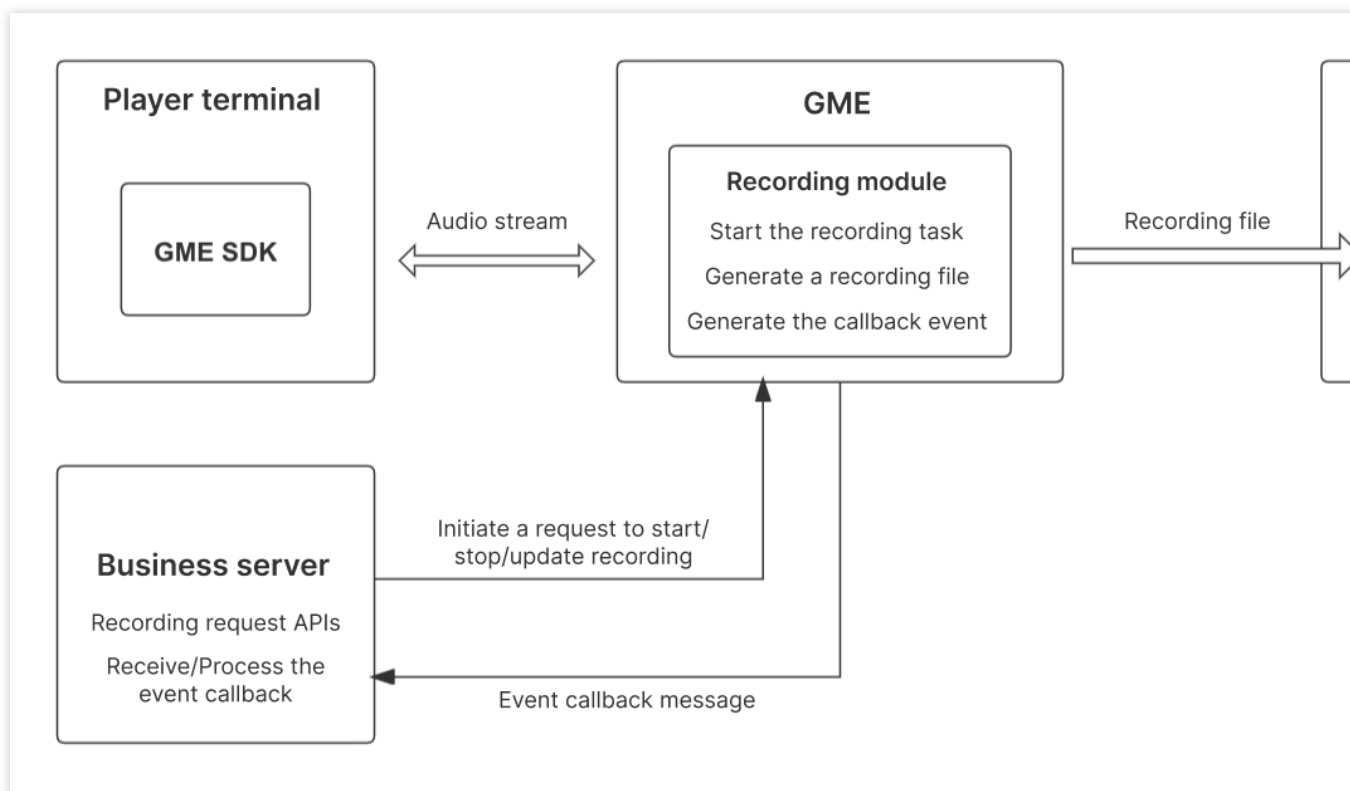 Player terminal
GME SDK
Audio stream
GME
Recording module
Start the recording task
Generate a recording file
Generate the callback event
Recording file
Initiate a request to start/
stop/update recording
Business server
Recording request APIs
Receive/Process the
event callback
Event callback message